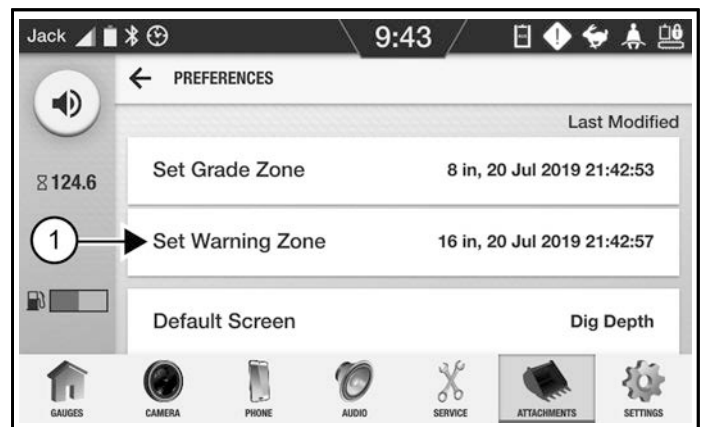 Jack 9:43
PREFERENCES
Last Modified
124.6
Set Grade Zone 8 in, 20 Jul 2019 21:42:53
1
Set Warning Zone 16 in, 20 Jul 2019 21:42:57
Default Screen Dig Depth
GAUGES CAMERA PHONE AUDIO SERVICE ATTACHMENTS SETTINGS